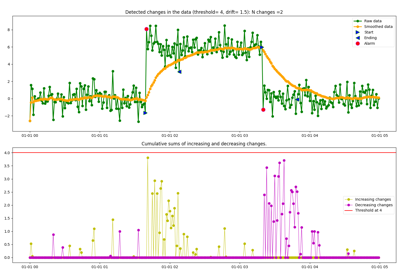 Detected changes in the data (threshold= 4, drift= 1.5): N changes =2
Raw data
Smoothed data
Start
Ending
Alarm
8
6
4
2
0
−2
01-01 00
01-01 01
01-01 02
01-01 03
01-01 04
01-01 05
Cumulative sums of increasing and decreasing changes.
4.0
3.5
3.0
2.5
2.0
1.5
1.0
0.5
0.0
Increasing changes
Decreasing changes
Threshold at 4
01-01 00
01-01 01
01-01 02
01-01 03
01-01 04
01-01 05